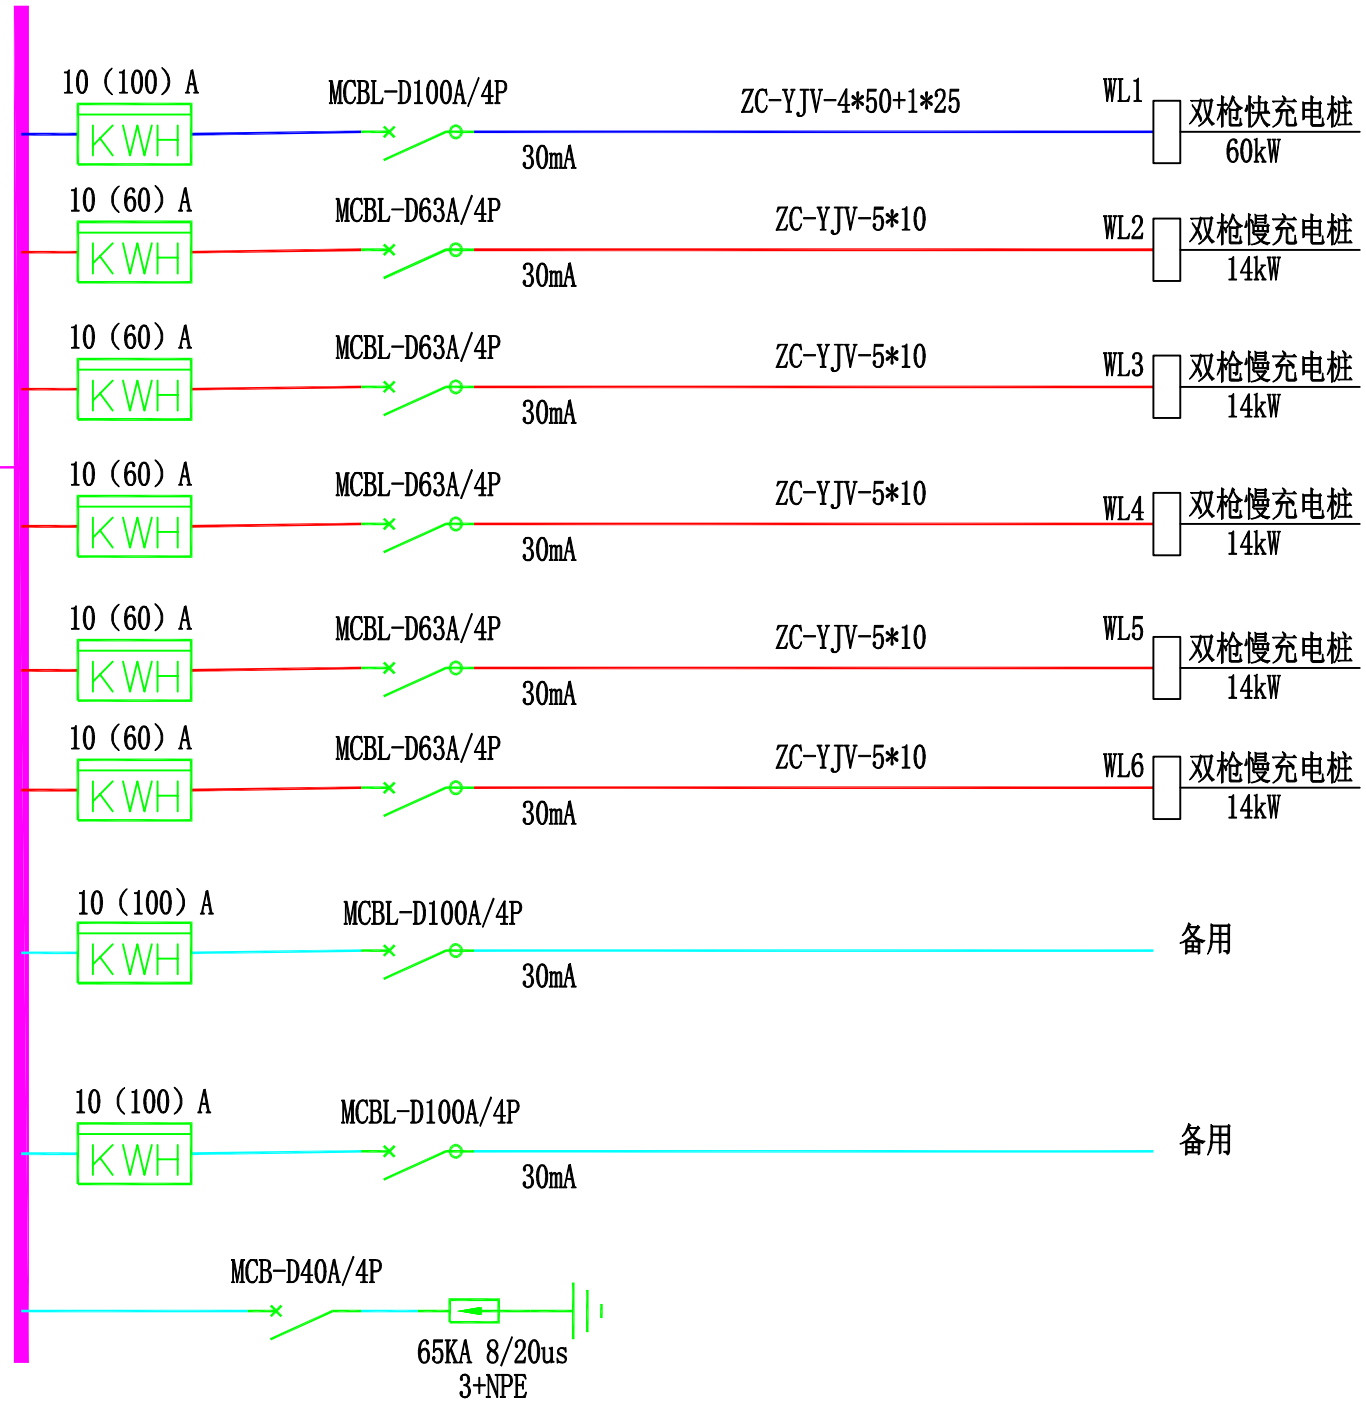 10（100）A
MCBL-D100A/4P
ZC-YJV-4*50+1*25
WL1
双枪快充电桩
KWH
30mA
60kW
10（60）A
MCBL-D63A/4P
ZC-YJV-5*10
WL2
双枪慢充电桩
KWH
30mA
14kW
10（60）A
MCBL-D63A/4P
ZC-YJV-5*10
WL3
双枪慢充电桩
KWH
30mA
14kW
10（60）A
MCBL-D63A/4P
ZC-YJV-5*10
WL4
双枪慢充电桩
KWH
30mA
14kW
10（60）A
MCBL-D63A/4P
ZC-YJV-5*10
WL5
双枪慢充电桩
KWH
30mA
14kW
10（60）A
MCBL-D63A/4P
ZC-YJV-5*10
WL6
双枪慢充电桩
KWH
30mA
14kW
10（100）A
MCBL-D100A/4P
备用
KWH
30mA
10（100）A
MCBL-D100A/4P
备用
KWH
30mA
MCB-D40A/4P
65KA 8/20us
3+NPE